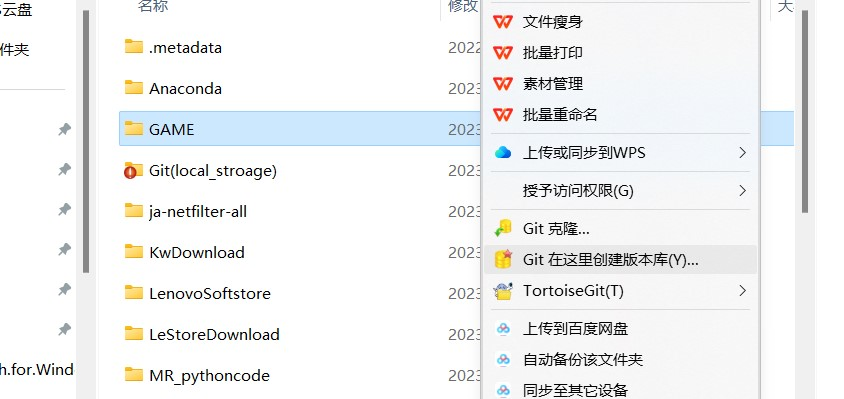 名称
修改
大
云盘
件夹
.metadata
2022
Anaconda
2023
GAME
2023
Git(local_stroage)
2023
ja-netfilter-all
2023
KwDownload
2023
LenovoSoftstore
2023
LeStoreDownload
2023
MR_pythoncode
2023
h.for.Wind
文件瘦身
批量打印
素材管理
批量重命名
上传或同步到WPS
授予访问权限(G)
Git 克隆...
Git 在这里创建版本库(Y)...
TortoiseGit(T)
上传到百度网盘
自动备份该文件夹
同步至其它设备